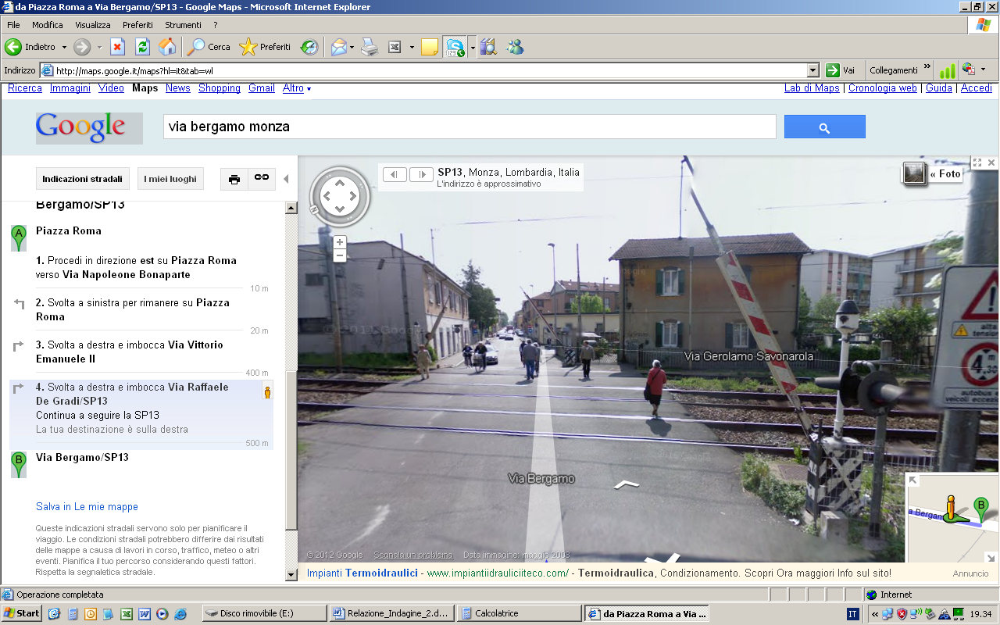 da Piazza Roma a Via Bergamo/SP13 - Google Maps - Microsoft Internet Explorer
File Modifica Visualizza Preferiti Strumenti ?
Indietro Cerca Preferiti
Indirizzo http://maps.google.it/maps?hl=it&tab=wl Vai Collegamenti »
Ricerca Immagini Video Maps News Shopping Gmail Altro Lab di Maps | Cronologia web | Guida | Accedi
Google via bergamo monza
Indicazioni stradali I miei luoghi
Bergamo/SP13
A Piazza Roma
1. Procedi in direzione est su Piazza Roma
verso Via Napoleone Bonaparte
10 m
2. Svolta a sinistra per rimanere su Piazza
Roma
20 m
3. Svolta a destra e imbocca Via Vittorio
Emanuele II
400 m
4. Svolta a destra e imbocca Via Raffaele
De Gradi/SP13
Continua a seguire la SP13
La tua destinazione è sulla destra
500 m
B Via Bergamo/SP13
Salva in Le mie mappe
Queste indicazioni stradali servono solo per pianificare il
viaggio. Le condizioni stradali potrebbero differire dai risultati
delle mappe a causa di lavori in corso, traffico, meteo o altri
eventi. Pianifica il tuo percorso considerando questi fattori.
Rispetta la segnaletica stradale.
SP13, Monza, Lombardia, Italia
L'indirizzo è approssimativo
« Foto
N
+
−
Via Gerolamo Savonarola
alta
tensione
4,30
m
autobus
veicoli
Via Bergamo
B
a Bergam
© 2012 Google Segnala un problema Data immagine: maggio 2008
Impianti Termoidraulici - www.impiantiidrauliciiteco.com/ - Termoidraulica, Condizionamento. Scopri Ora maggiori Info sul sito! Annuncio
Operazione completata Internet
Start Disco rimovibile (E:) Relazione_Indagine_2.d... Calcolatrice da Piazza Roma a Via ... IT « 19.34